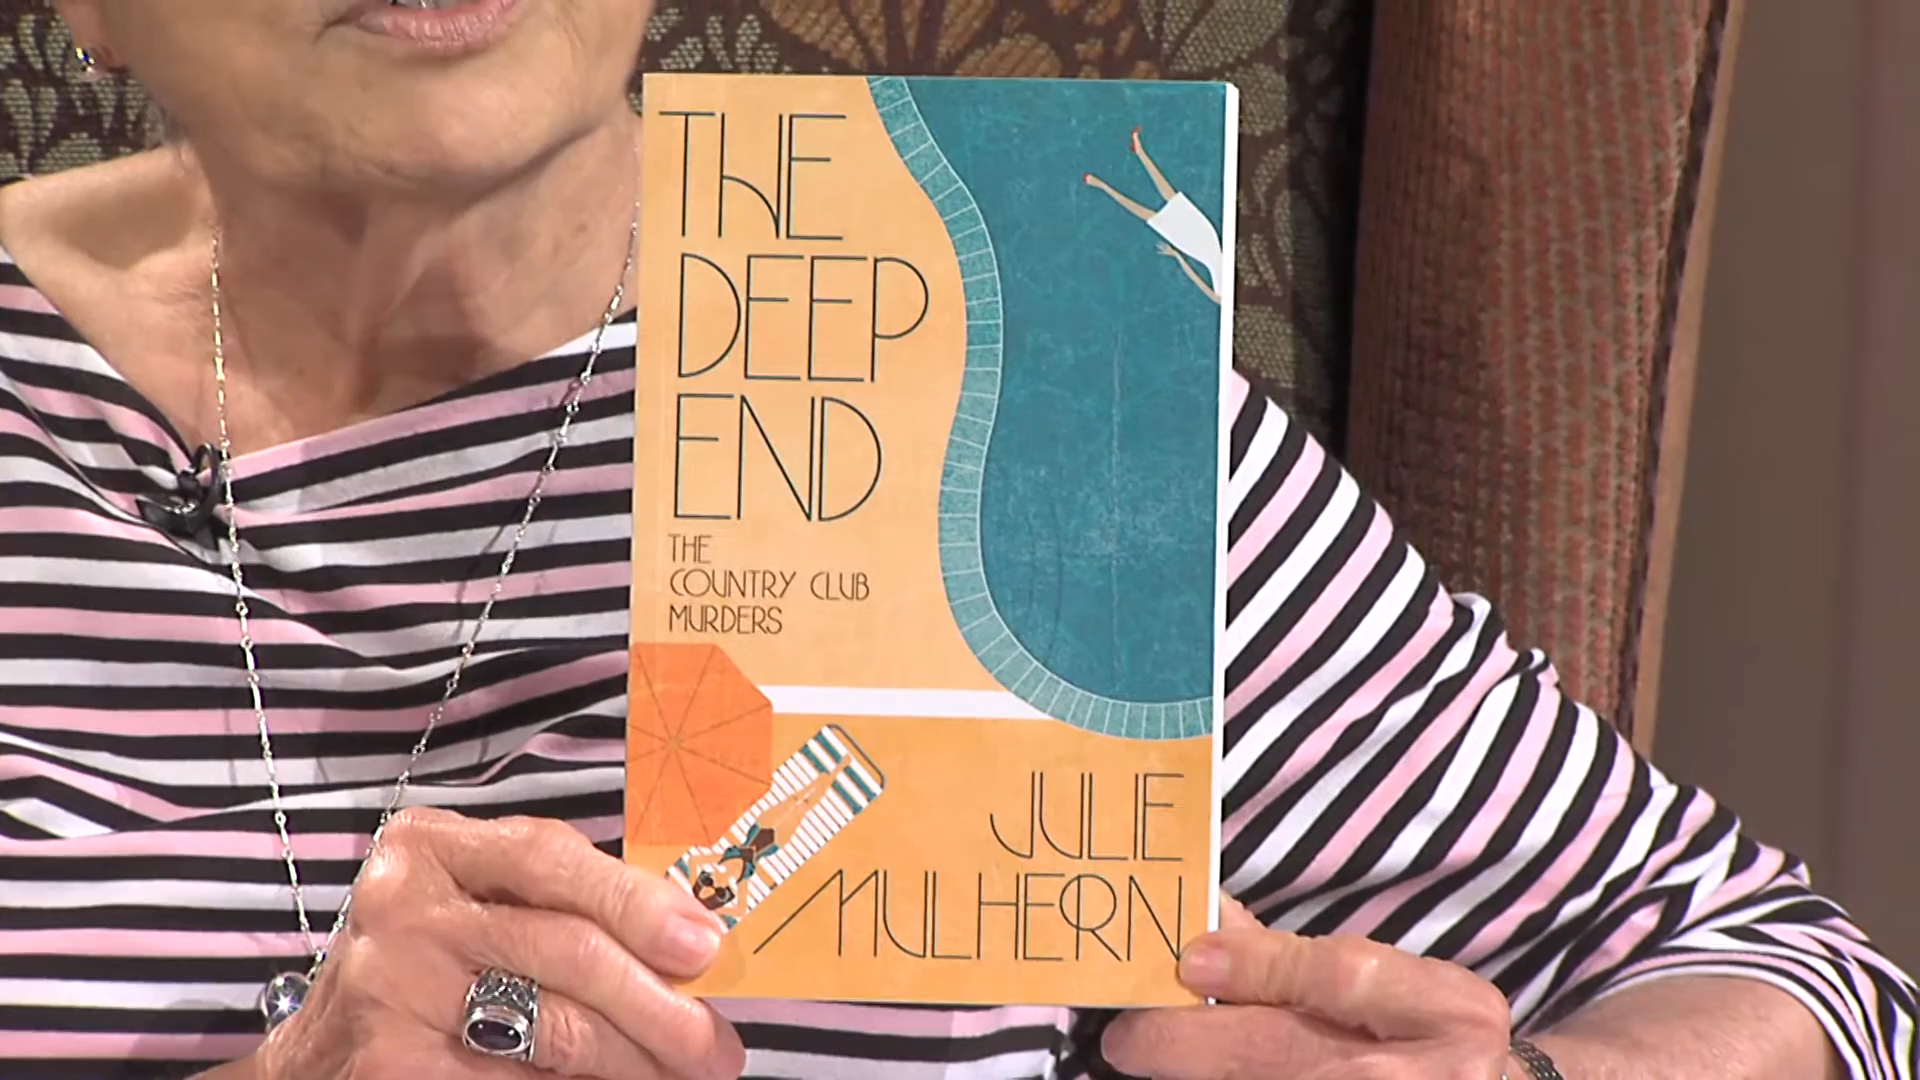 THE
DEEP
END
THE
COUNTRY CLUB
MURDERS
JULIE
MULHERN